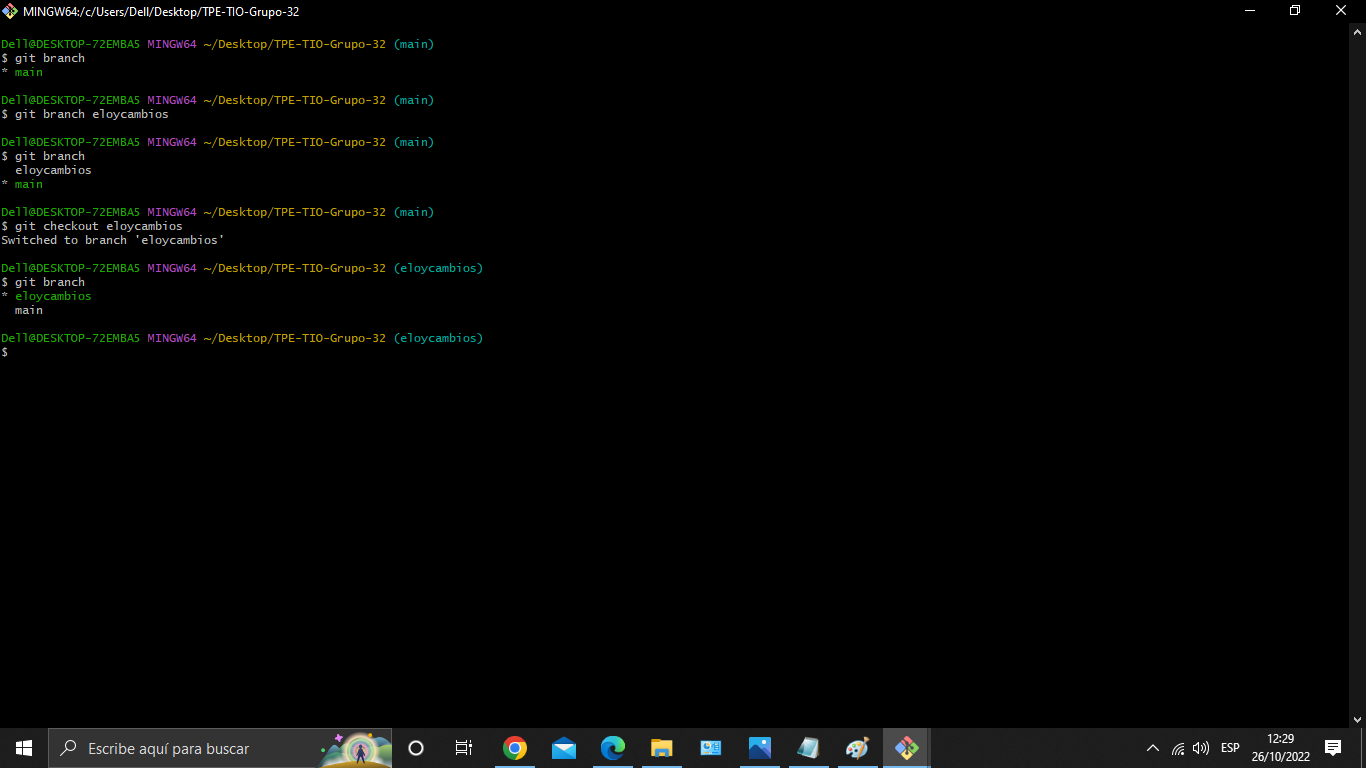 MINGW64:/c/Users/Dell/Desktop/TPE-TIO-Grupo-32
Dell@DESKTOP-72EMBA5 MINGW64 ~/Desktop/TPE-TIO-Grupo-32 (main)
$ git branch
* main
Dell@DESKTOP-72EMBA5 MINGW64 ~/Desktop/TPE-TIO-Grupo-32 (main)
$ git branch eloycambios
Dell@DESKTOP-72EMBA5 MINGW64 ~/Desktop/TPE-TIO-Grupo-32 (main)
$ git branch
  eloycambios
* main
Dell@DESKTOP-72EMBA5 MINGW64 ~/Desktop/TPE-TIO-Grupo-32 (main)
$ git checkout eloycambios
Switched to branch 'eloycambios'
Dell@DESKTOP-72EMBA5 MINGW64 ~/Desktop/TPE-TIO-Grupo-32 (eloycambios)
$ git branch
* eloycambios
  main
Dell@DESKTOP-72EMBA5 MINGW64 ~/Desktop/TPE-TIO-Grupo-32 (eloycambios)
$
Escribe aquí para buscar
ESP
12:29
26/10/2022